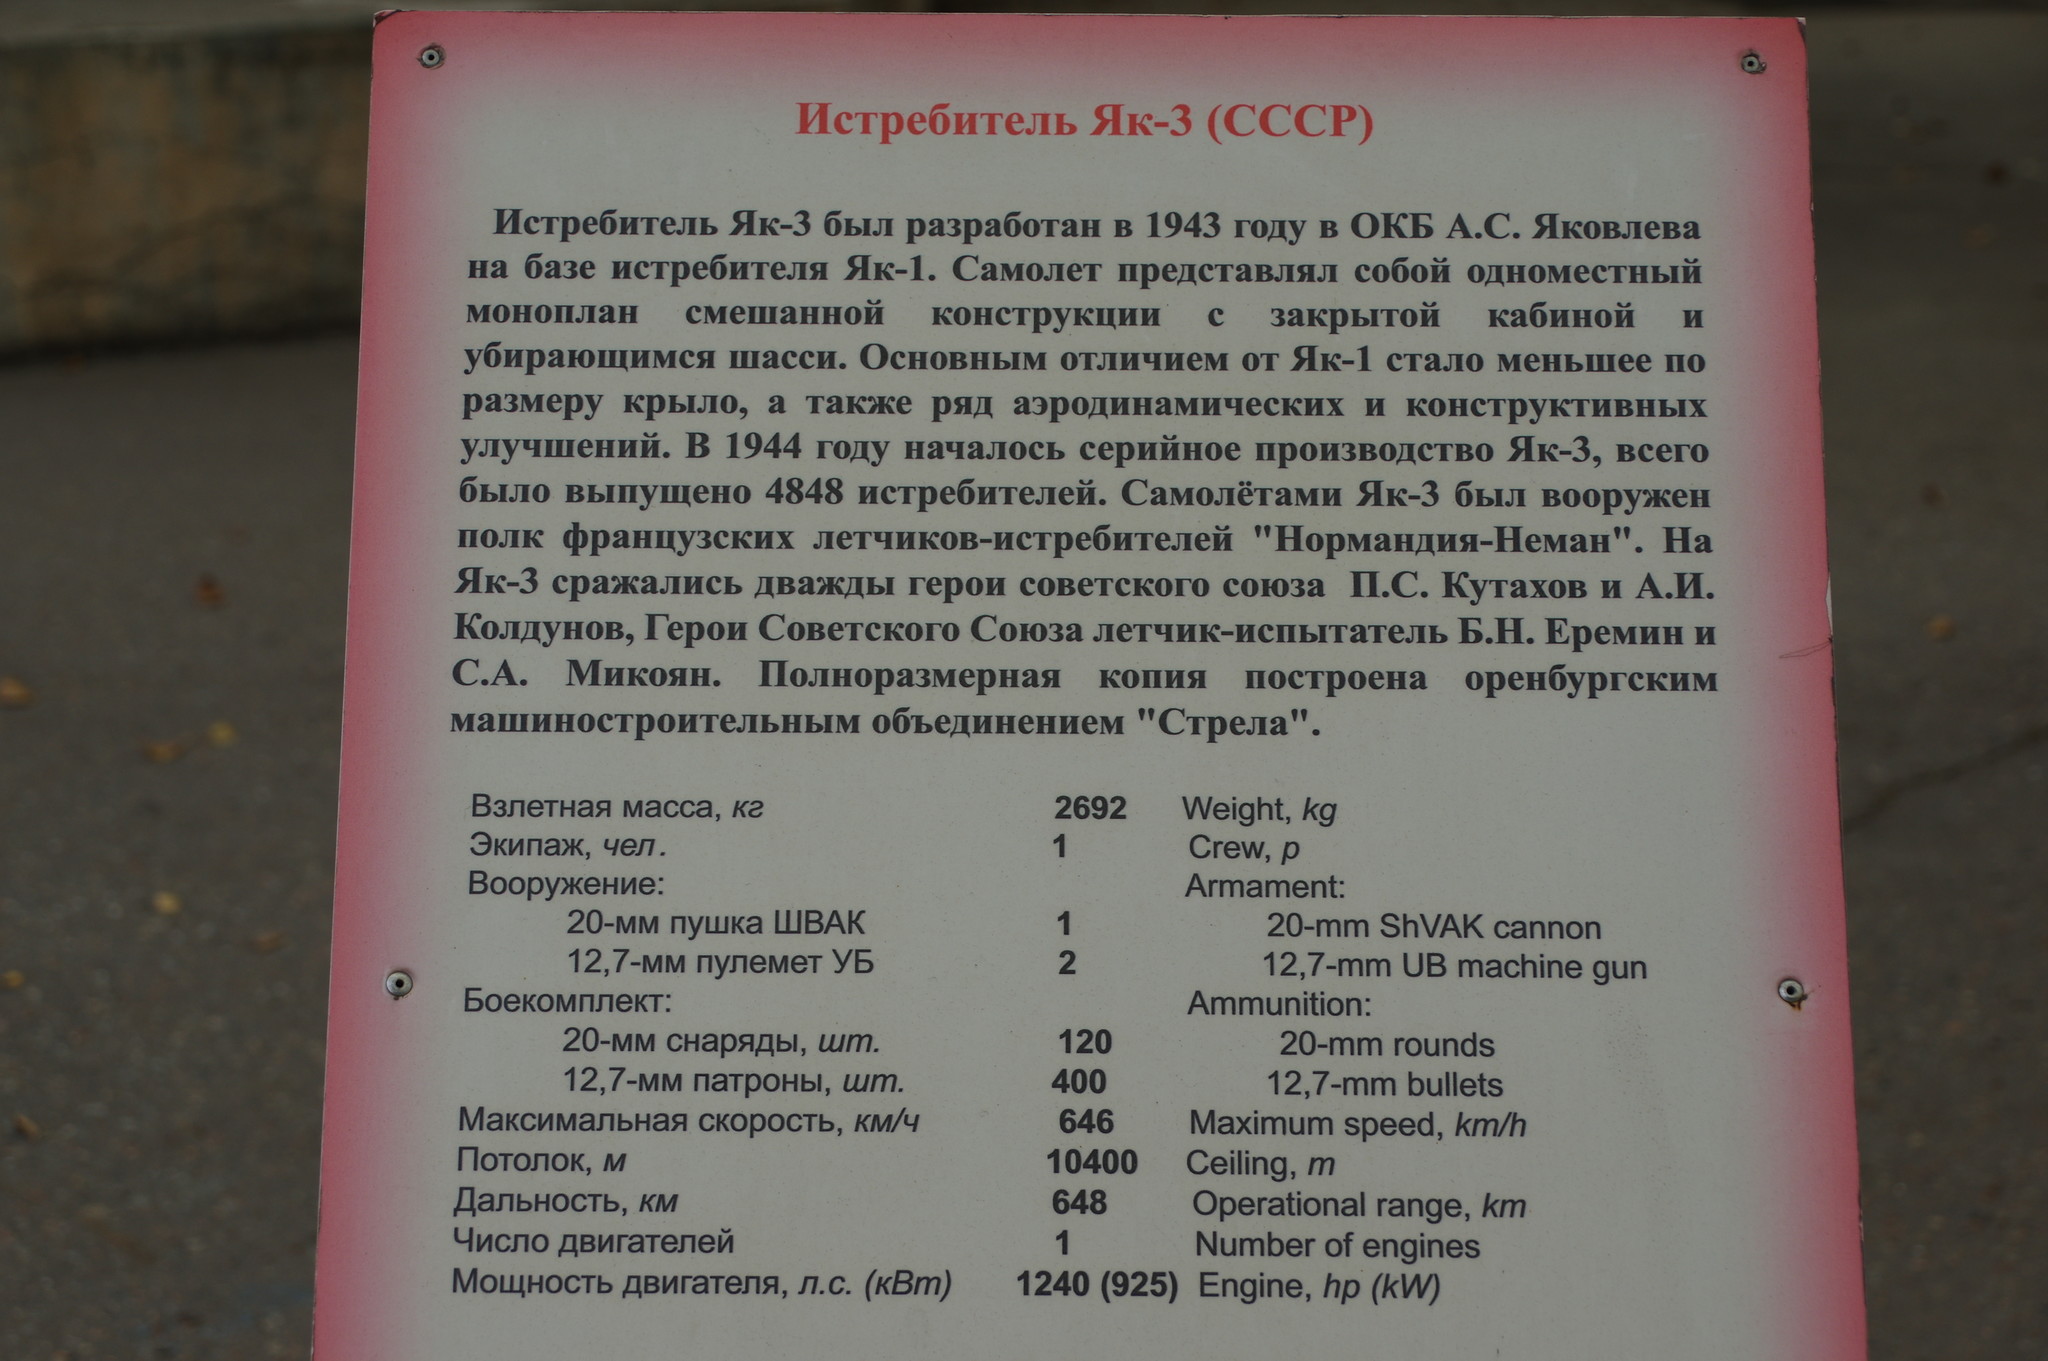 Истребитель Як-3 (СССР)
Истребитель Як-3 был разработан в 1943 году в ОКБ А.С. Яковлева
на базе истребителя Як-1. Самолет представлял собой одноместный
моноплан смешанной конструкции с закрытой кабиной и
убирающимся шасси. Основным отличием от Як-1 стало меньшее по
размеру крыло, а также ряд аэродинамических и конструктивных
улучшений. В 1944 году началось серийное производство Як-3, всего
было выпущено 4848 истребителей. Самолётами Як-3 был вооружен
полк французских летчиков-истребителей "Нормандия-Неман". На
Як-3 сражались дважды герои советского союза П.С. Кутахов и А.И.
Колдунов, Герои Советского Союза летчик-испытатель Б.Н. Еремин и
С.А. Микоян. Полноразмерная копия построена оренбургским
машиностроительным объединением "Стрела".
Взлетная масса, кг 2692 Weight, kg
Экипаж, чел. 1 Crew, p
Вооружение: Armament:
20-мм пушка ШВАК 1 20-mm ShVAK cannon
12,7-мм пулемет УБ 2 12,7-mm UB machine gun
Боекомплект: Ammunition:
20-мм снаряды, шт. 120 20-mm rounds
12,7-мм патроны, шт. 400 12,7-mm bullets
Максимальная скорость, км/ч 646 Maximum speed, km/h
Потолок, м 10400 Ceiling, m
Дальность, км 648 Operational range, km
Число двигателей 1 Number of engines
Мощность двигателя, л.с. (кВт) 1240 (925) Engine, hp (kW)